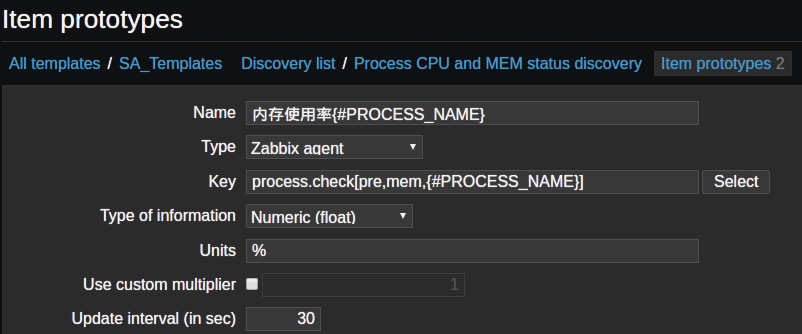 Item prototypes
All templates / SA_Templates Discovery list / Process CPU and MEM status discovery Item prototypes 2
Name 内存使用率{#PROCESS_NAME}
Type Zabbix agent
Key process.check[pre,mem,{#PROCESS_NAME}] Select
Type of information Numeric (float)
Units %
Use custom multiplier 1
Update interval (in sec) 30